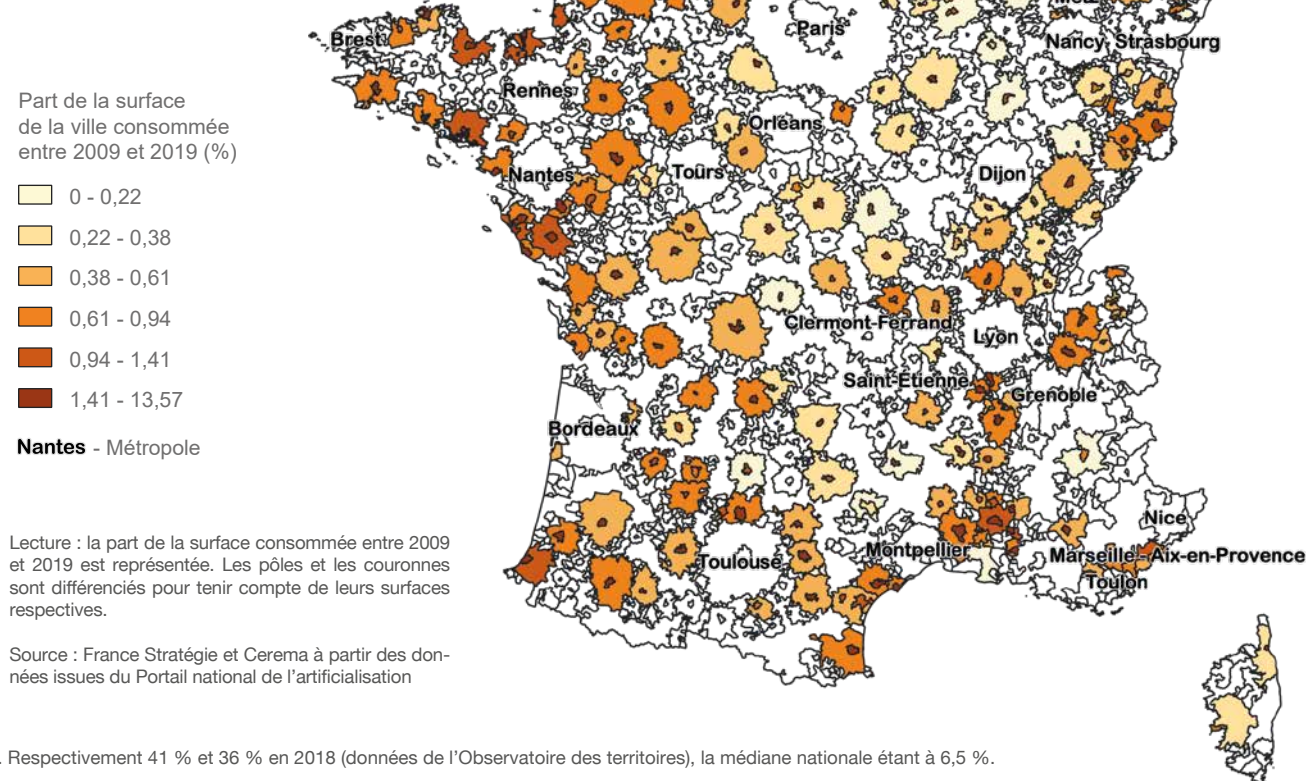 Metz
Paris
Brest
Nancy Strasbourg
Rennes
Orléans
Nantes
Tours
Dijon
Clermont-Ferrand
Lyon
Saint-Etienne
Grenoble
Bordeaux
Nice
Montpellier
Marseille - Aix-en-Provence
Toulouse
Toulon
Part de la surface
de la ville consommée
entre 2009 et 2019 (%)
0 - 0,22
0,22 - 0,38
0,38 - 0,61
0,61 - 0,94
0,94 - 1,41
1,41 - 13,57
Nantes - Métropole
Lecture : la part de la surface consommée entre 2009
et 2019 est représentée. Les pôles et les couronnes
sont différenciés pour tenir compte de leurs surfaces
respectives.
Source : France Stratégie et Cerema à partir des don-
nées issues du Portail national de l'artificialisation
. Respectivement 41 % et 36 % en 2018 (données de l'Observatoire des territoires), la médiane nationale étant à 6,5 %.